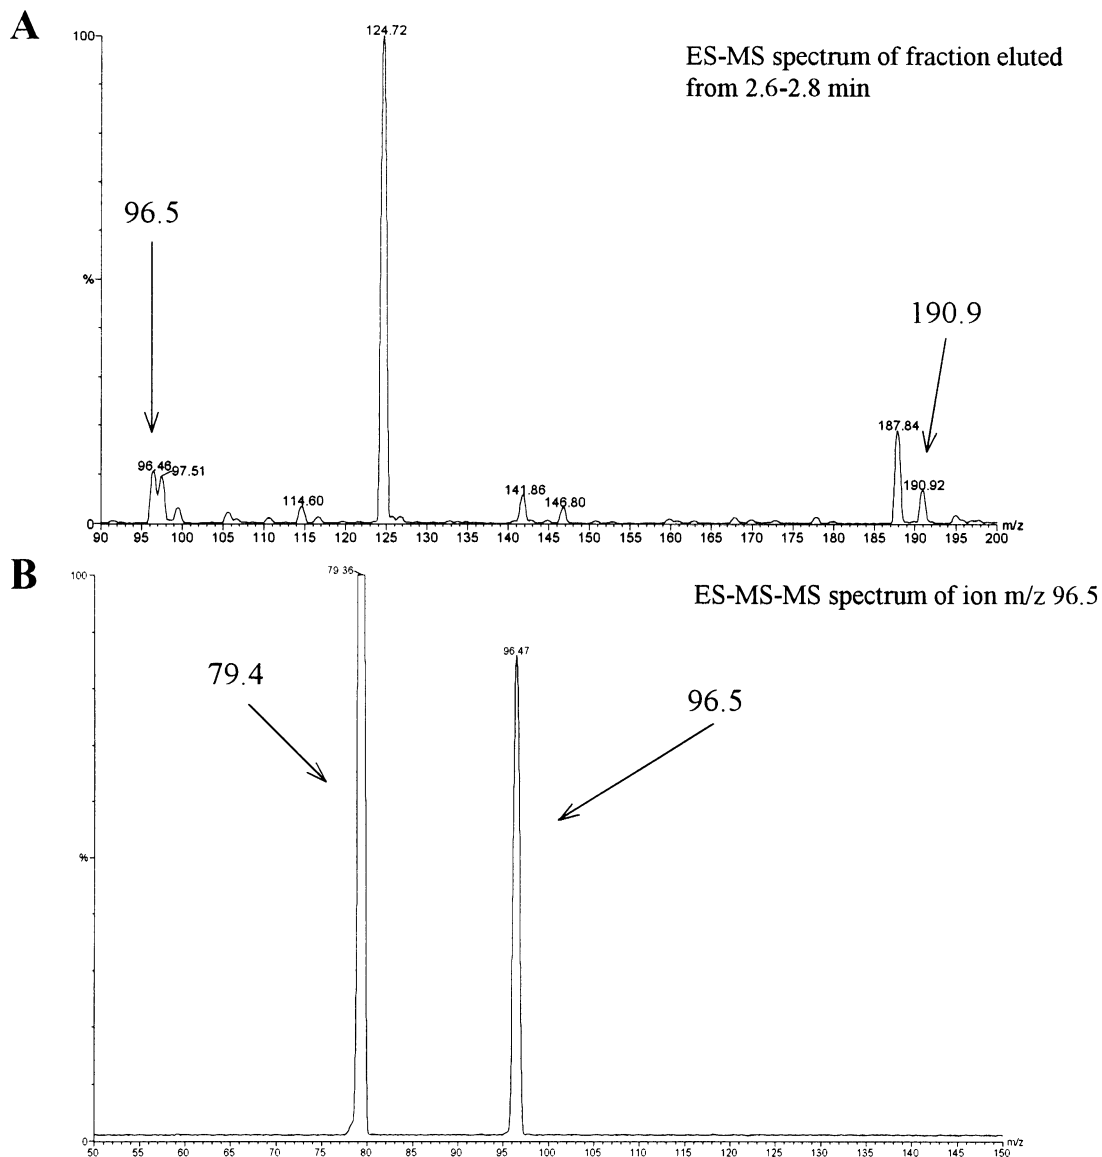 A
100
124.72
ES-MS spectrum of fraction eluted
from 2.6-2.8 min
96.5
%
190.9
187.84
96.46
97.51
190.92
114.60
141.86
146.80
0
m/z
90 95 100 105 110 115 120 125 130 135 140 145 150 155 160 165 170 175 180 185 190 195 200
B
100
79 36
ES-MS-MS spectrum of ion m/z 96.5
79.4
96 47
96.5
%
0
m/z
50 55 60 65 70 75 80 85 90 95 100 105 110 115 120 125 130 135 140 145 150